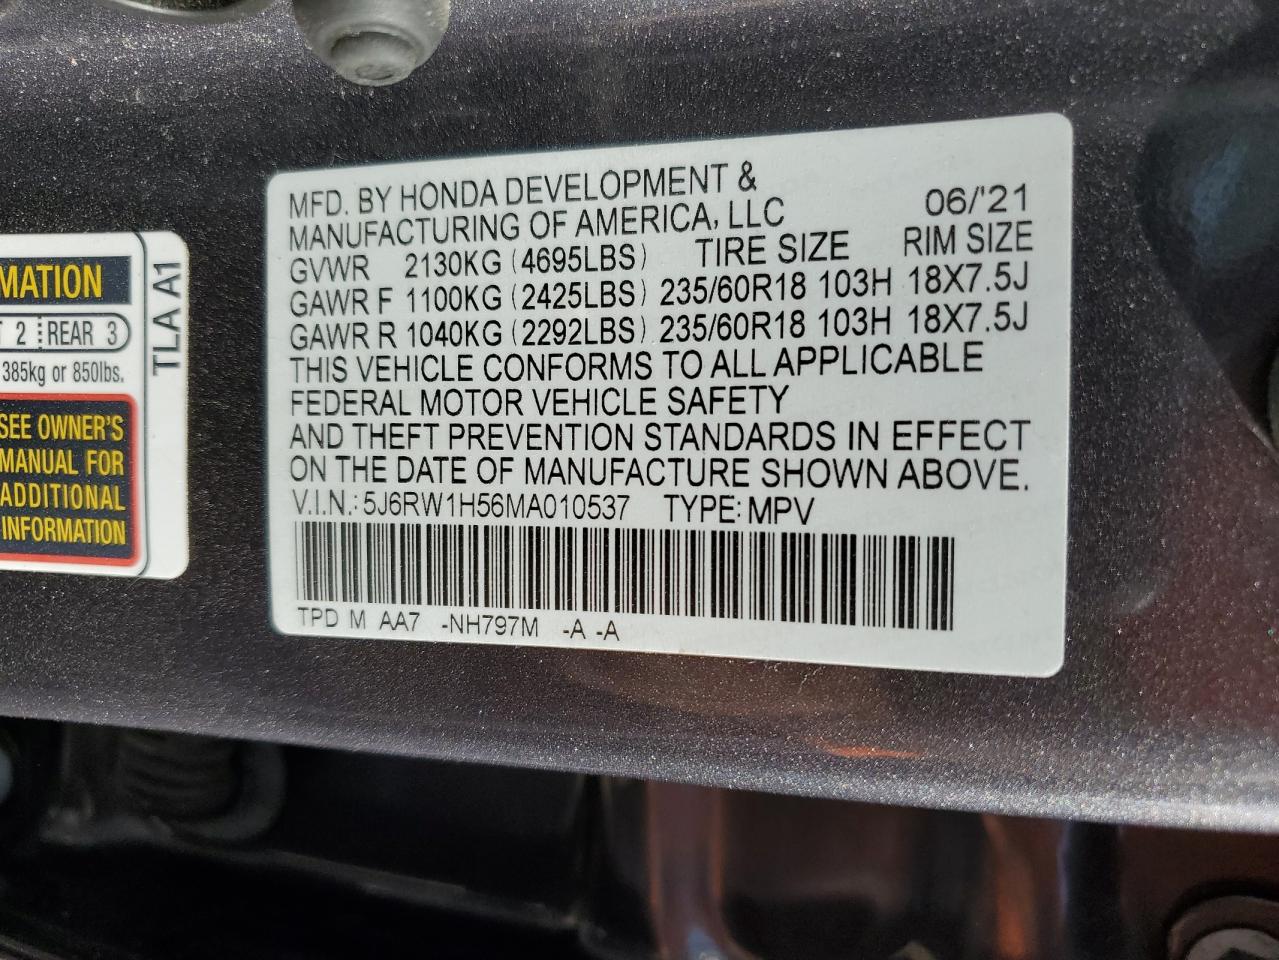 MATION
T 2 REAR 3
385kg or 850lbs.
SEE OWNER'S
MANUAL FOR
ADDITIONAL
INFORMATION
TLA A1
MFD. BY HONDA DEVELOPMENT &
MANUFACTURING OF AMERICA, LLC 06/'21
GVWR 2130KG (4695LBS) TIRE SIZE RIM SIZE
GAWR F 1100KG (2425LBS) 235/60R18 103H 18X7.5J
GAWR R 1040KG (2292LBS) 235/60R18 103H 18X7.5J
THIS VEHICLE CONFORMS TO ALL APPLICABLE
FEDERAL MOTOR VEHICLE SAFETY
AND THEFT PREVENTION STANDARDS IN EFFECT
ON THE DATE OF MANUFACTURE SHOWN ABOVE.
V.I.N.: 5J6RW1H56MA010537 TYPE: MPV
TPD M AA7 -NH797M -A -A